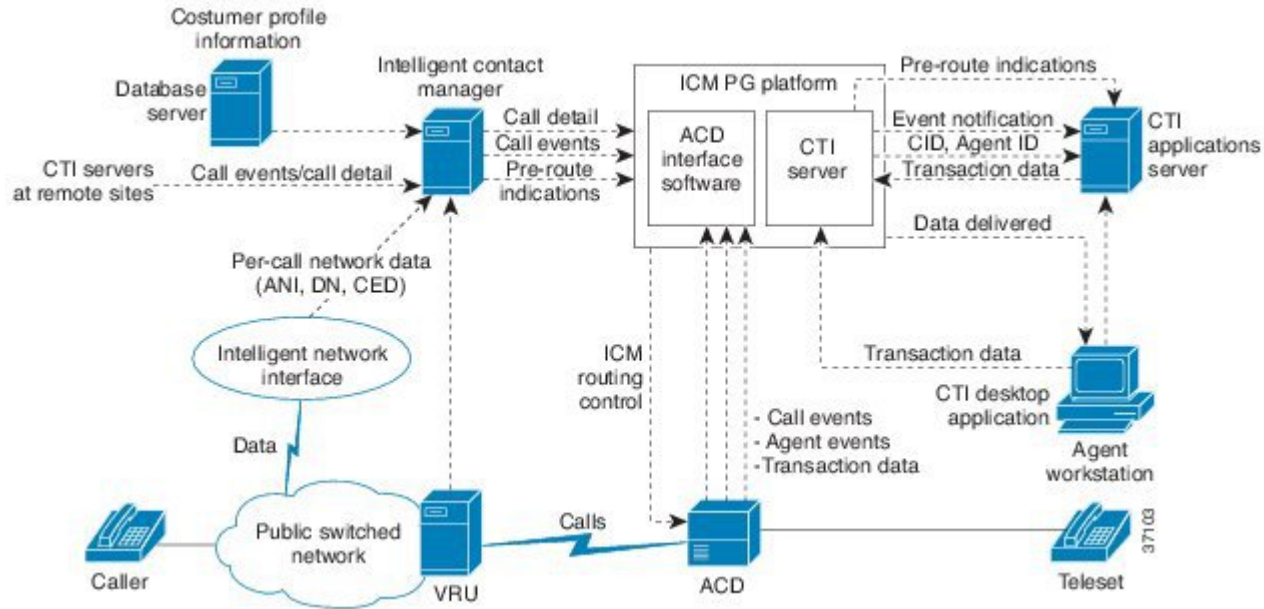 Costumer profile
information
Database
server
Intelligent contact
manager
CTI servers
at remote sites
Call events/call detail
Call detail
Call events
Pre-route
indications
ICM PG platform
ACD
interface
software
CTI
server
Pre-route indications
Event notification
CID, Agent ID
Transaction data
CTI
applications
server
Data delivered
Per-call network data
(ANI, DN, CED)
Intelligent network
interface
Data
ICM
routing
control
- Call events
- Agent events
- Transaction data
Transaction data
CTI desktop
application
Agent
workstation
Caller
Public switched
network
VRU
Calls
ACD
Teleset
37103